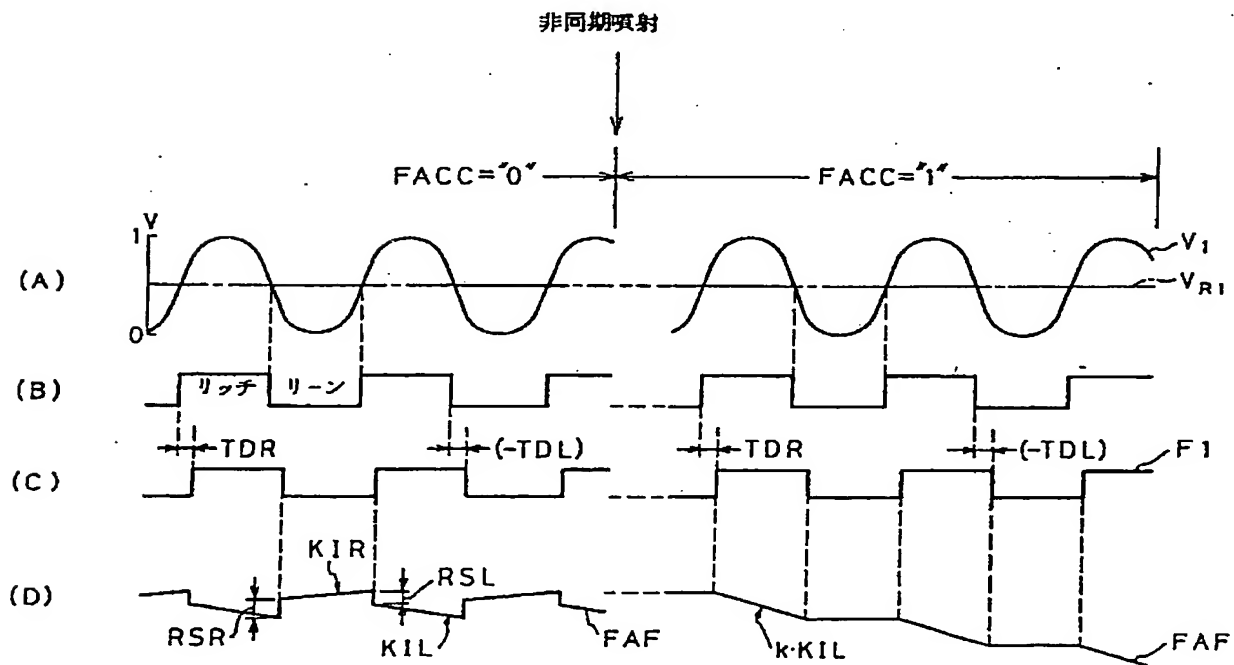 非同期噴射
FACC="0"
FACC="1"
V
1
0
(A)
V1
VR1
(B)
リッチ
リーン
TDR
(-TDL)
TDR
(-TDL)
F1
(C)
KIR
RSL
(D)
RSR
KIL
FAF
k·KIL
FAF